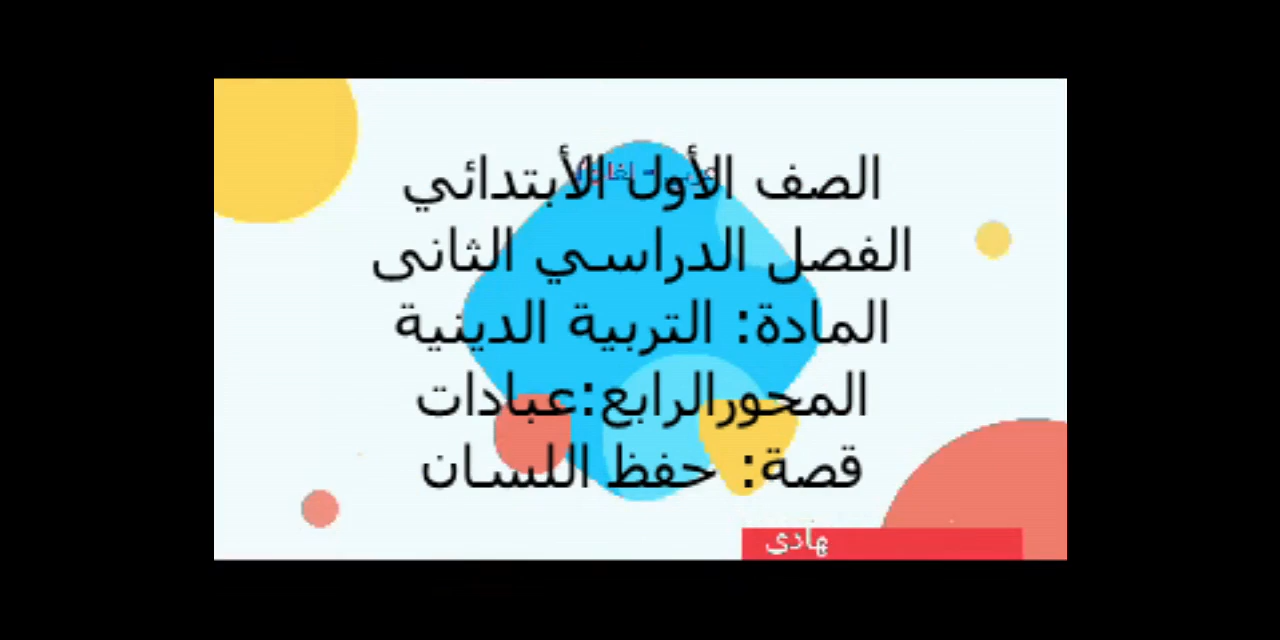 الصف الأول الأبتدائي
الفصل الدراسي الثانى
المادة: التربية الدينية
المحورالرابع:عبادات
قصة: حفظ اللسان
هادى